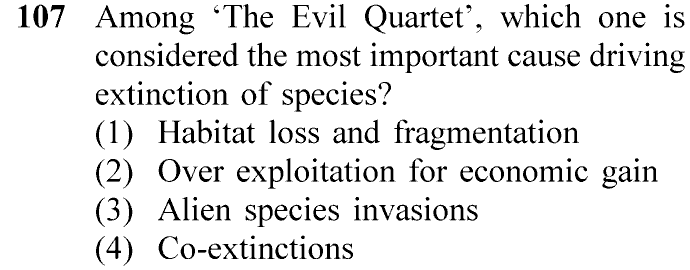 107 Among ‘The Evil Quartet’, which one is
considered the most important cause driving
extinction of species?
(1) Habitat loss and fragmentation
(2) Over exploitation for economic gain
(3) Alien species invasions
(4) Co-extinctions